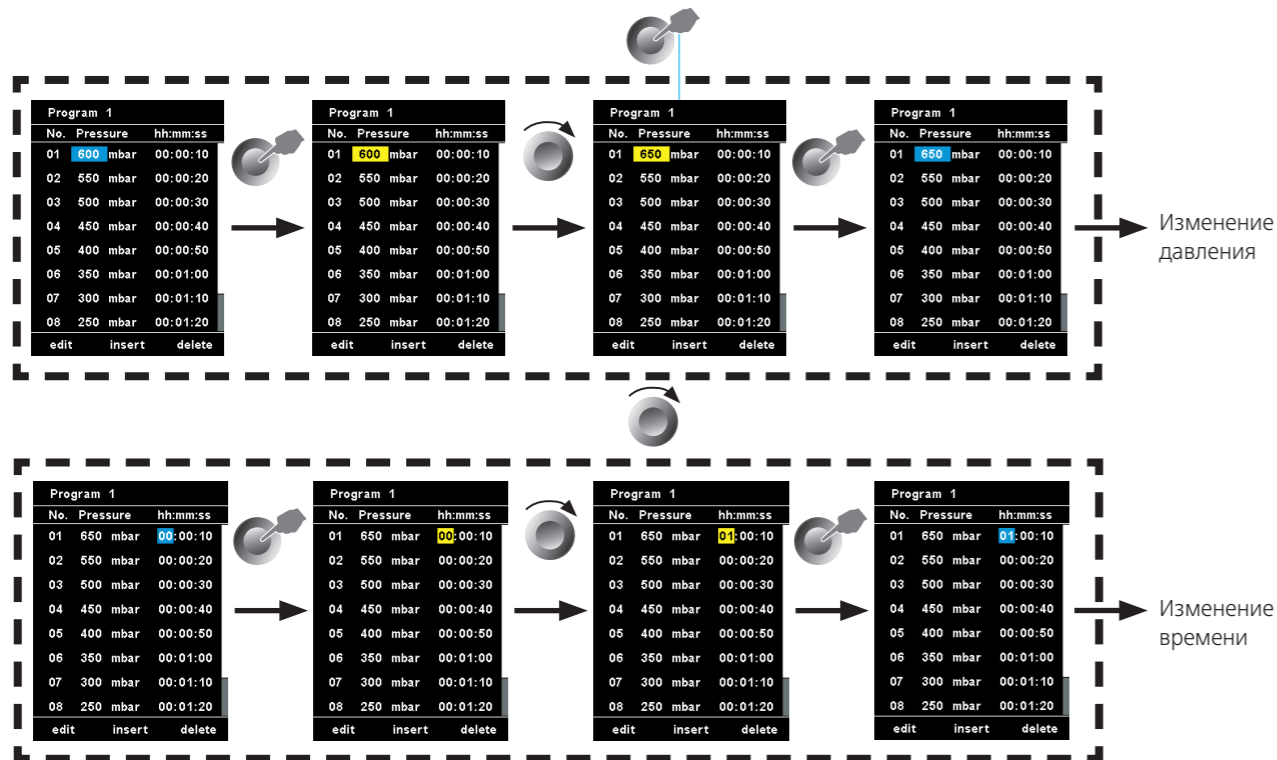 Program 1
No. Pressure hh:mm:ss
01 600 mbar 00:00:10
02 550 mbar 00:00:20
03 500 mbar 00:00:30
04 450 mbar 00:00:40
05 400 mbar 00:00:50
06 350 mbar 00:01:00
07 300 mbar 00:01:10
08 250 mbar 00:01:20
edit insert delete
Program 1
No. Pressure hh:mm:ss
01 600 mbar 00:00:10
02 550 mbar 00:00:20
03 500 mbar 00:00:30
04 450 mbar 00:00:40
05 400 mbar 00:00:50
06 350 mbar 00:01:00
07 300 mbar 00:01:10
08 250 mbar 00:01:20
edit insert delete
Program 1
No. Pressure hh:mm:ss
01 650 mbar 00:00:10
02 550 mbar 00:00:20
03 500 mbar 00:00:30
04 450 mbar 00:00:40
05 400 mbar 00:00:50
06 350 mbar 00:01:00
07 300 mbar 00:01:10
08 250 mbar 00:01:20
edit insert delete
Program 1
No. Pressure hh:mm:ss
01 650 mbar 00:00:10
02 550 mbar 00:00:20
03 500 mbar 00:00:30
04 450 mbar 00:00:40
05 400 mbar 00:00:50
06 350 mbar 00:01:00
07 300 mbar 00:01:10
08 250 mbar 00:01:20
edit insert delete
Изменение
давления
Program 1
No. Pressure hh:mm:ss
01 650 mbar 00:00:10
02 550 mbar 00:00:20
03 500 mbar 00:00:30
04 450 mbar 00:00:40
05 400 mbar 00:00:50
06 350 mbar 00:01:00
07 300 mbar 00:01:10
08 250 mbar 00:01:20
edit insert delete
Program 1
No. Pressure hh:mm:ss
01 650 mbar 00:00:10
02 550 mbar 00:00:20
03 500 mbar 00:00:30
04 450 mbar 00:00:40
05 400 mbar 00:00:50
06 350 mbar 00:01:00
07 300 mbar 00:01:10
08 250 mbar 00:01:20
edit insert delete
Program 1
No. Pressure hh:mm:ss
01 650 mbar 01:00:10
02 550 mbar 00:00:20
03 500 mbar 00:00:30
04 450 mbar 00:00:40
05 400 mbar 00:00:50
06 350 mbar 00:01:00
07 300 mbar 00:01:10
08 250 mbar 00:01:20
edit insert delete
Program 1
No. Pressure hh:mm:ss
01 650 mbar 01:00:10
02 550 mbar 00:00:20
03 500 mbar 00:00:30
04 450 mbar 00:00:40
05 400 mbar 00:00:50
06 350 mbar 00:01:00
07 300 mbar 00:01:10
08 250 mbar 00:01:20
edit insert delete
Изменение
времени